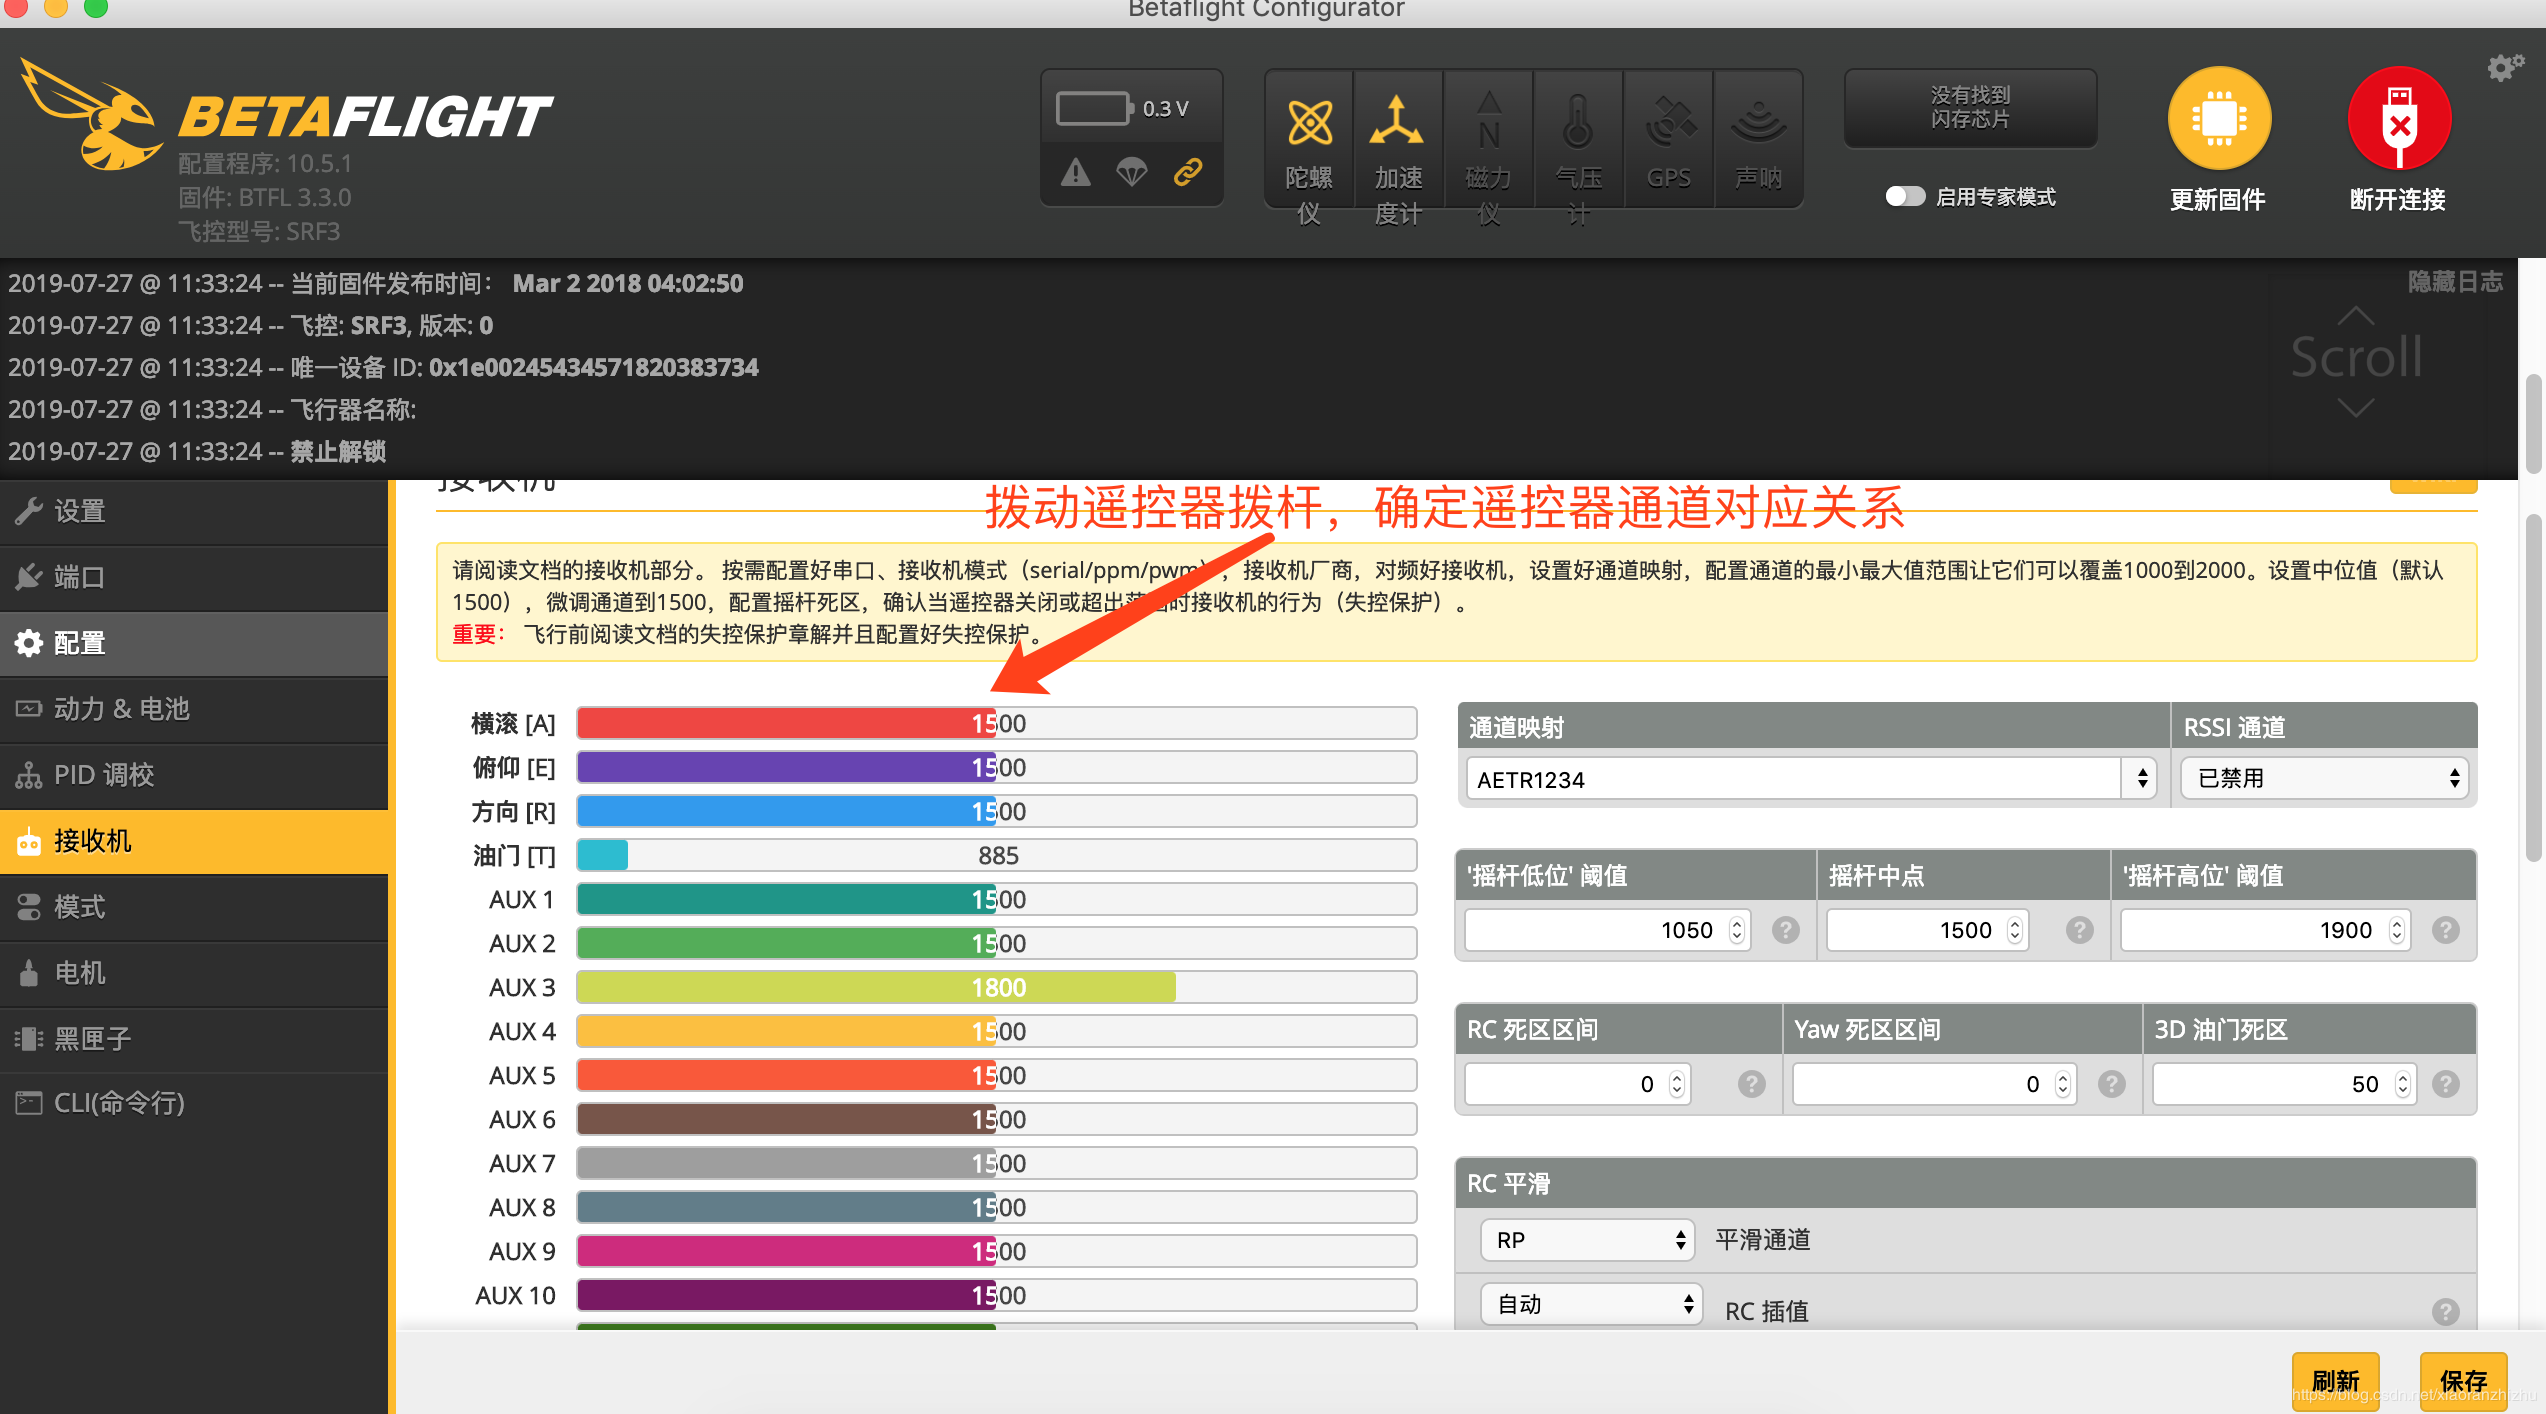 Betaflight Configurator
BETAFLIGHT
配置程序: 10.5.1
固件: BTFL 3.3.0
飞控型号: SRF3
0.3 V
陀螺仪
加速度计
N
磁力仪
气压计
GPS
声呐
没有找到
闪存芯片
启用专家模式
更新固件
断开连接
2019-07-27 @ 11:33:24 -- 当前固件发布时间： Mar 2 2018 04:02:50
2019-07-27 @ 11:33:24 -- 飞控: SRF3, 版本: 0
2019-07-27 @ 11:33:24 -- 唯一设备 ID: 0x1e00245434571820383734
2019-07-27 @ 11:33:24 -- 飞行器名称:
2019-07-27 @ 11:33:24 -- 禁止解锁
隐藏日志
Scroll
设置
端口
配置
动力 & 电池
PID 调校
接收机
模式
电机
黑匣子
CLI(命令行)
接收机
拨动遥控器拨杆，确定遥控器通道对应关系
请阅读文档的接收机部分。 按需配置好串口、接收机模式（serial/ppm/pwm），接收机厂商，对频好接收机，设置好通道映射，配置通道的最小最大值范围让它们可以覆盖1000到2000。设置中位值（默认
1500），微调通道到1500，配置摇杆死区，确认当遥控器关闭或超出范围时接收机的行为（失控保护）。
重要： 飞行前阅读文档的失控保护章解并且配置好失控保护。
横滚 [A] 1500
俯仰 [E] 1500
方向 [R] 1500
油门 [T] 885
AUX 1 1500
AUX 2 1500
AUX 3 1800
AUX 4 1500
AUX 5 1500
AUX 6 1500
AUX 7 1500
AUX 8 1500
AUX 9 1500
AUX 10 1500
通道映射 RSSI 通道
AETR1234 已禁用
'摇杆低位' 阈值 摇杆中点 '摇杆高位' 阈值
1050 ? 1500 ? 1900 ?
RC 死区区间 Yaw 死区区间 3D 油门死区
0 ? 0 ? 50 ?
RC 平滑
RP 平滑通道
自动 RC 插值 ?
刷新 保存
https://blog.csdn.net/xiaoranzhizhu